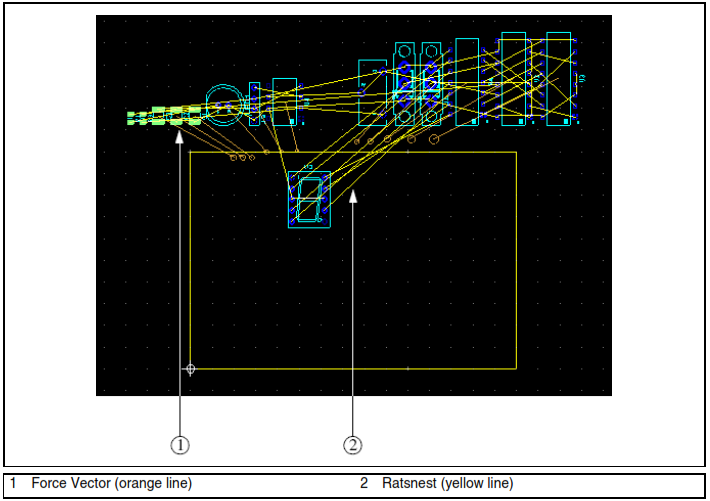 1
2
1 Force Vector (orange line)
2 Ratsnest (yellow line)